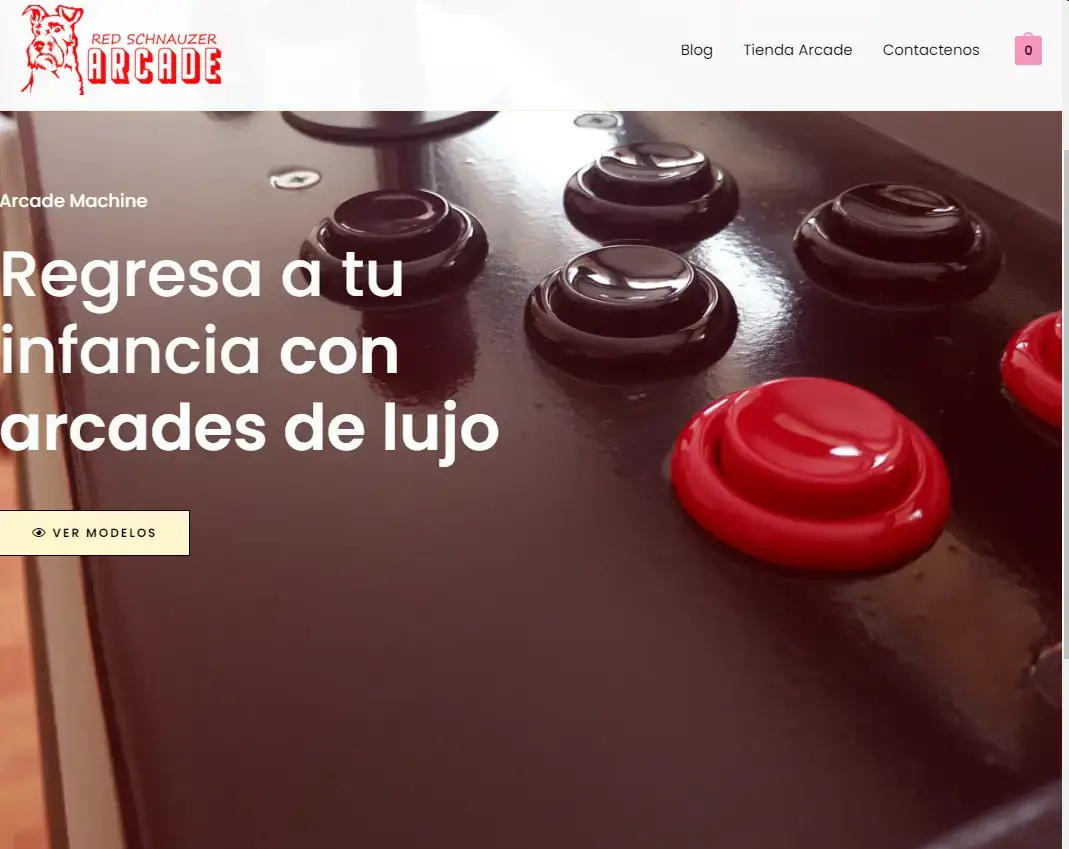 RED SCHNAUZER
ARCADE
Blog
Tienda Arcade
Contactenos
0
Arcade Machine
Regresa a tu
infancia con
arcades de lujo
VER MODELOS